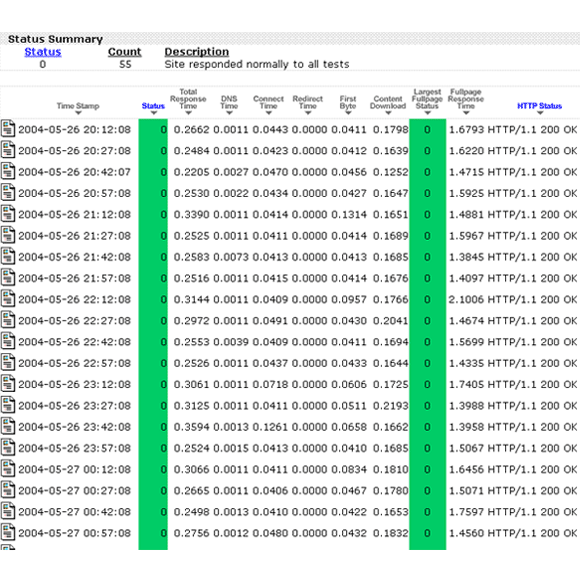 Status Summary
Status Count Description
0 55 Site responded normally to all tests
Time Stamp Status Total Response Time DNS Time Connect Time Redirect Time First Byte Content Download Largest Fullpage Status Fullpage Response Time HTTP Status
2004-05-26 20:12:08 0 0.2662 0.0011 0.0443 0.0000 0.0411 0.1798 0 1.6793 HTTP/1.1 200 OK
2004-05-26 20:27:08 0 0.2484 0.0011 0.0423 0.0000 0.0412 0.1639 0 1.6220 HTTP/1.1 200 OK
2004-05-26 20:42:07 0 0.2205 0.0027 0.0470 0.0000 0.0456 0.1252 0 1.4715 HTTP/1.1 200 OK
2004-05-26 20:57:08 0 0.2530 0.0022 0.0434 0.0000 0.0427 0.1647 0 1.5925 HTTP/1.1 200 OK
2004-05-26 21:12:08 0 0.3390 0.0011 0.0414 0.0000 0.1314 0.1651 0 1.4881 HTTP/1.1 200 OK
2004-05-26 21:27:08 0 0.2525 0.0011 0.0411 0.0000 0.0414 0.1689 0 1.5967 HTTP/1.1 200 OK
2004-05-26 21:42:08 0 0.2583 0.0073 0.0413 0.0000 0.0413 0.1685 0 1.3845 HTTP/1.1 200 OK
2004-05-26 21:57:08 0 0.2516 0.0011 0.0415 0.0000 0.0414 0.1676 0 1.4097 HTTP/1.1 200 OK
2004-05-26 22:12:08 0 0.3144 0.0011 0.0409 0.0000 0.0957 0.1766 0 2.1006 HTTP/1.1 200 OK
2004-05-26 22:27:08 0 0.2972 0.0011 0.0491 0.0000 0.0430 0.2041 0 1.4674 HTTP/1.1 200 OK
2004-05-26 22:42:08 0 0.2553 0.0039 0.0409 0.0000 0.0411 0.1694 0 1.5699 HTTP/1.1 200 OK
2004-05-26 22:57:08 0 0.2526 0.0011 0.0437 0.0000 0.0433 0.1644 0 1.4335 HTTP/1.1 200 OK
2004-05-26 23:12:08 0 0.3061 0.0011 0.0718 0.0000 0.0606 0.1725 0 1.7405 HTTP/1.1 200 OK
2004-05-26 23:27:08 0 0.3125 0.0011 0.0411 0.0000 0.0511 0.2193 0 1.3988 HTTP/1.1 200 OK
2004-05-26 23:42:08 0 0.3594 0.0013 0.1261 0.0000 0.0658 0.1662 0 1.3958 HTTP/1.1 200 OK
2004-05-26 23:57:08 0 0.2524 0.0015 0.0413 0.0000 0.0410 0.1685 0 1.5067 HTTP/1.1 200 OK
2004-05-27 00:12:08 0 0.3066 0.0011 0.0411 0.0000 0.0834 0.1810 0 1.6456 HTTP/1.1 200 OK
2004-05-27 00:27:08 0 0.2665 0.0011 0.0406 0.0000 0.0467 0.1780 0 1.5071 HTTP/1.1 200 OK
2004-05-27 00:42:08 0 0.2498 0.0013 0.0410 0.0000 0.0422 0.1653 0 1.7597 HTTP/1.1 200 OK
2004-05-27 00:57:08 0 0.2756 0.0012 0.0480 0.0000 0.0432 0.1832 0 1.4560 HTTP/1.1 200 OK